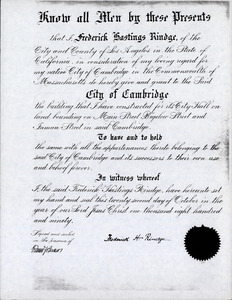 Know all Men by these Presents
that I, Frederick Hastings Rindge, of the
City and County of Los Angeles in the State of
California, in consideration of my loving regard for
my native City of Cambridge in the Commonwealth of
Massachusetts do hereby give and grant to the Said
City of Cambridge
the building that I have constructed for its City Hall on
land bounding on Main Street Bigelow Street and
Inman Street in said Cambridge.
To have and to hold
the same with all the appurtenances thereto belonging to the
said City of Cambridge and its successors to their own use
and behoof forever.
In witness whereof
I the said Frederick Hastings Rindge, have hereunto set
my hand and seal this twenty second day of October in the
year of our Lord Jesus Christ one thousand eight hundred
and ninety.
Signed and sealed
in the presence of
Frederick H. Rindge